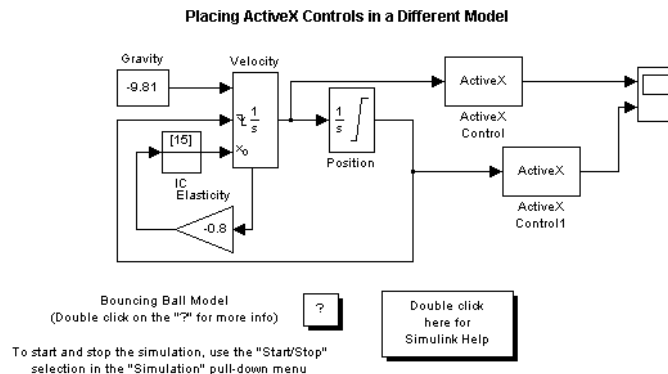 Placing ActiveX Controls in a Different Model
Gravity
Velocity
-9.81
1
s
[15]
x₀
IC
Elasticity
-0.8
1
s
Position
ActiveX
ActiveX
Control
ActiveX
ActiveX
Control1
Bouncing Ball Model
(Double click on the "?" for more info)
?
Double click
here for
Simulink Help
To start and stop the simulation, use the "Start/Stop"
selection in the "Simulation" pull-down menu